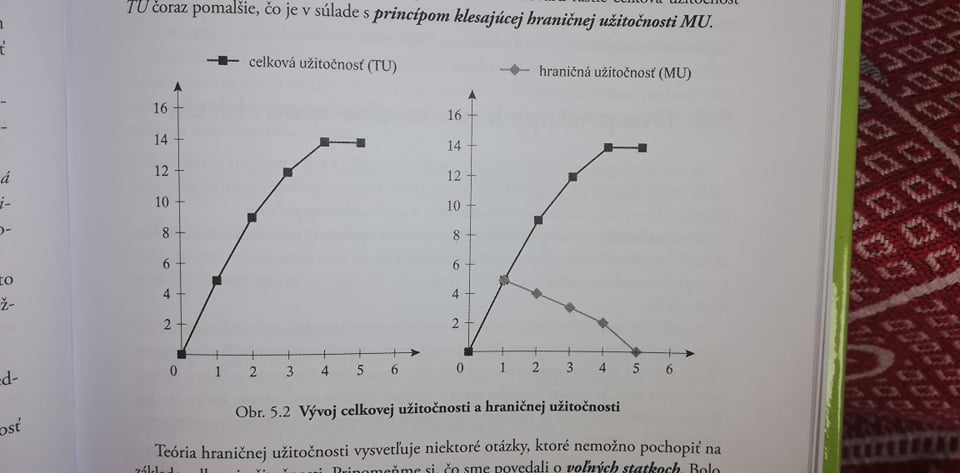 TU čoraz pomalšie, čo je v súlade s princípom klesajúcej hraničnej užitočnosti MU.
celková užitočnosť (TU)
16
14
12
10
8
6
4
2
0 1 2 3 4 5 6
hraničná užitočnosť (MU)
16
14
12
10
8
6
4
2
0 1 2 3 4 5 6
Obr. 5.2 Vývoj celkovej užitočnosti a hraničnej užitočnosti
Teória hraničnej užitočnosti vysvetľuje niektoré otázky, ktoré nemožno pochopiť na
Pripomeňme si, čo sme povedali o voľných statkoch. Bolo